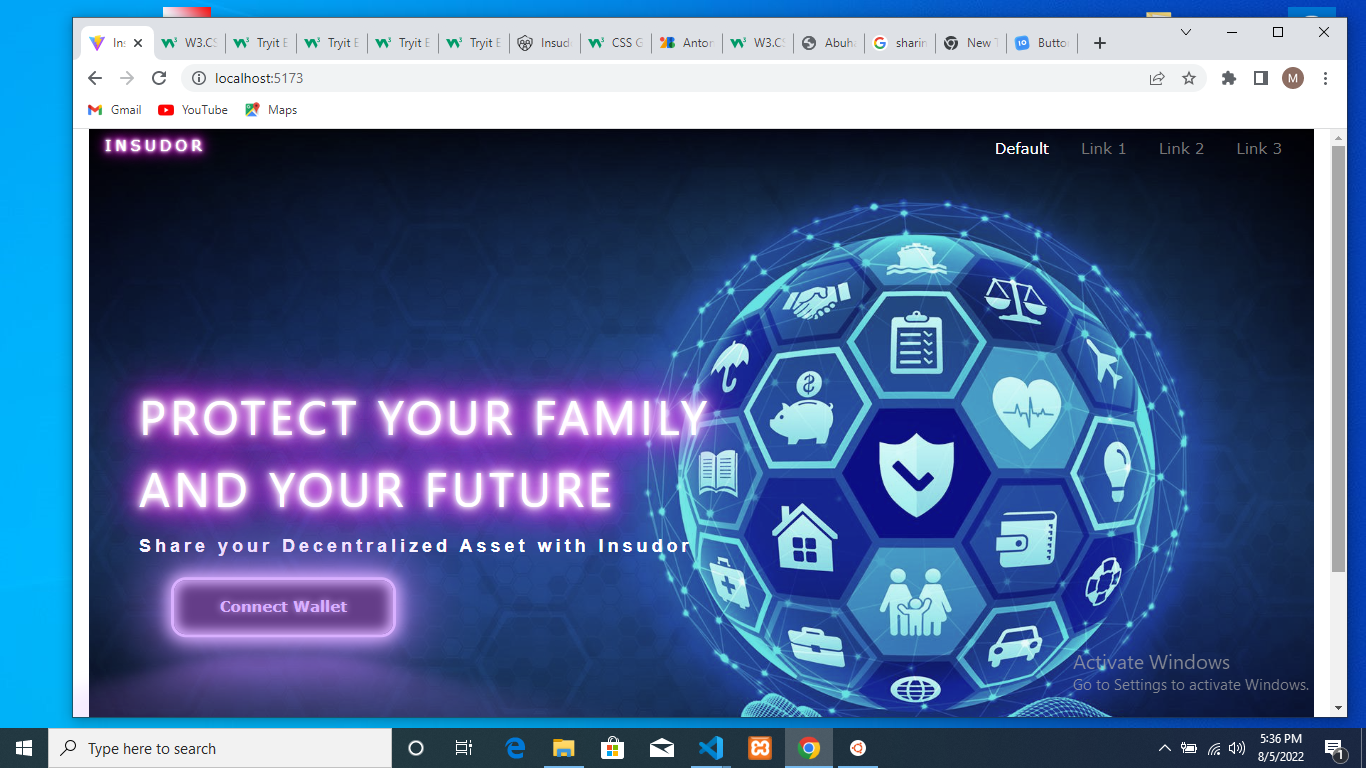 Ins
W3.CS
Tryit E
Tryit E
Tryit E
Tryit E
Insud
CSS G
Anton
W3.CS
Abuha
sharin
New T
Butto
localhost:5173
M
Gmail
YouTube
Maps
INSUDOR
Default
Link 1
Link 2
Link 3
PROTECT YOUR FAMILY
AND YOUR FUTURE
Share your Decentralized Asset with Insudor
Connect Wallet
Activate Windows
Go to Settings to activate Windows.
Type here to search
5:36 PM
8/5/2022
1